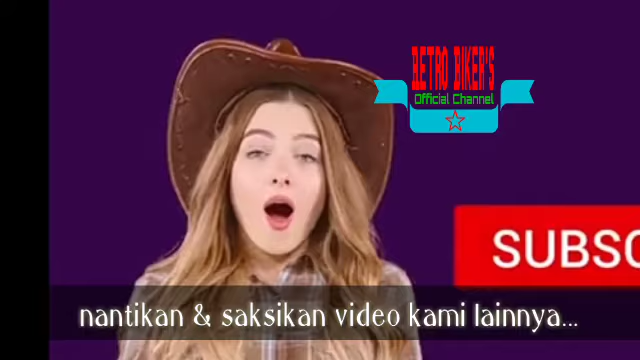 RETRO BIKER'S
Official Channel
SUBSC
nantikan & saksikan video kami lainnya...